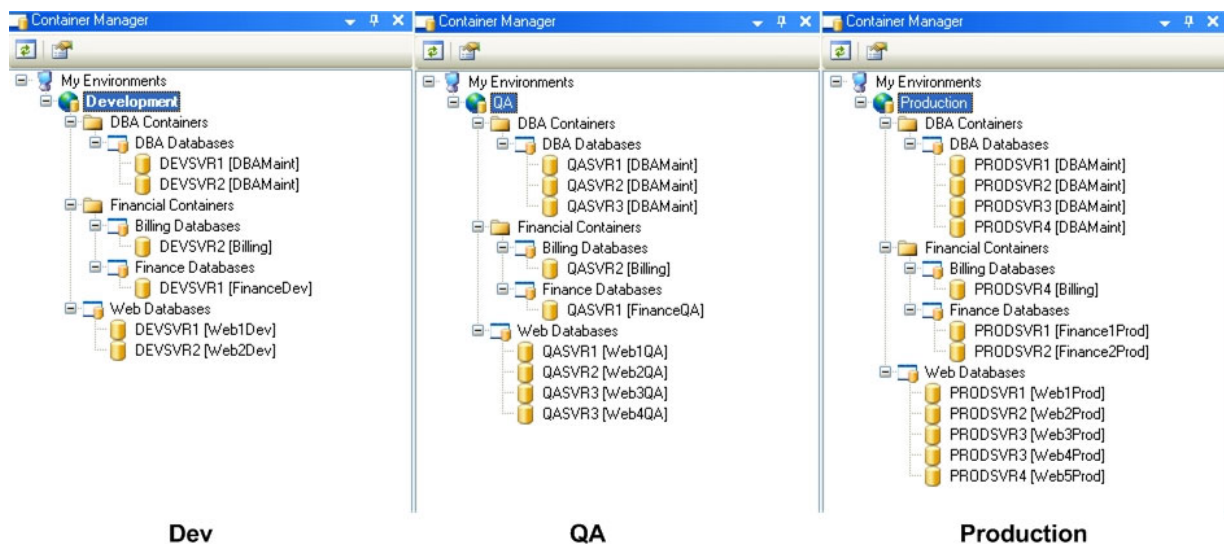 Container Manager
My Environments
Development
DBA Containers
DBA Databases
DEVSVR1 [DBAMaint]
DEVSVR2 [DBAMaint]
Financial Containers
Billing Databases
DEVSVR2 [Billing]
Finance Databases
DEVSVR1 [FinanceDev]
Web Databases
DEVSVR1 [Web1Dev]
DEVSVR2 [Web2Dev]
Dev
Container Manager
My Environments
QA
DBA Containers
DBA Databases
QASVR1 [DBAMaint]
QASVR2 [DBAMaint]
QASVR3 [DBAMaint]
Financial Containers
Billing Databases
QASVR2 [Billing]
Finance Databases
QASVR1 [FinanceQA]
Web Databases
QASVR1 [Web1QA]
QASVR2 [Web2QA]
QASVR3 [Web3QA]
QASVR3 [Web4QA]
QA
Container Manager
My Environments
Production
DBA Containers
DBA Databases
PRODSVR1 [DBAMaint]
PRODSVR2 [DBAMaint]
PRODSVR3 [DBAMaint]
PRODSVR4 [DBAMaint]
Financial Containers
Billing Databases
PRODSVR4 [Billing]
Finance Databases
PRODSVR1 [Finance1Prod]
PRODSVR2 [Finance2Prod]
Web Databases
PRODSVR1 [Web1Prod]
PRODSVR2 [Web2Prod]
PRODSVR3 [Web3Prod]
PRODSVR3 [Web4Prod]
PRODSVR4 [Web5Prod]
Production